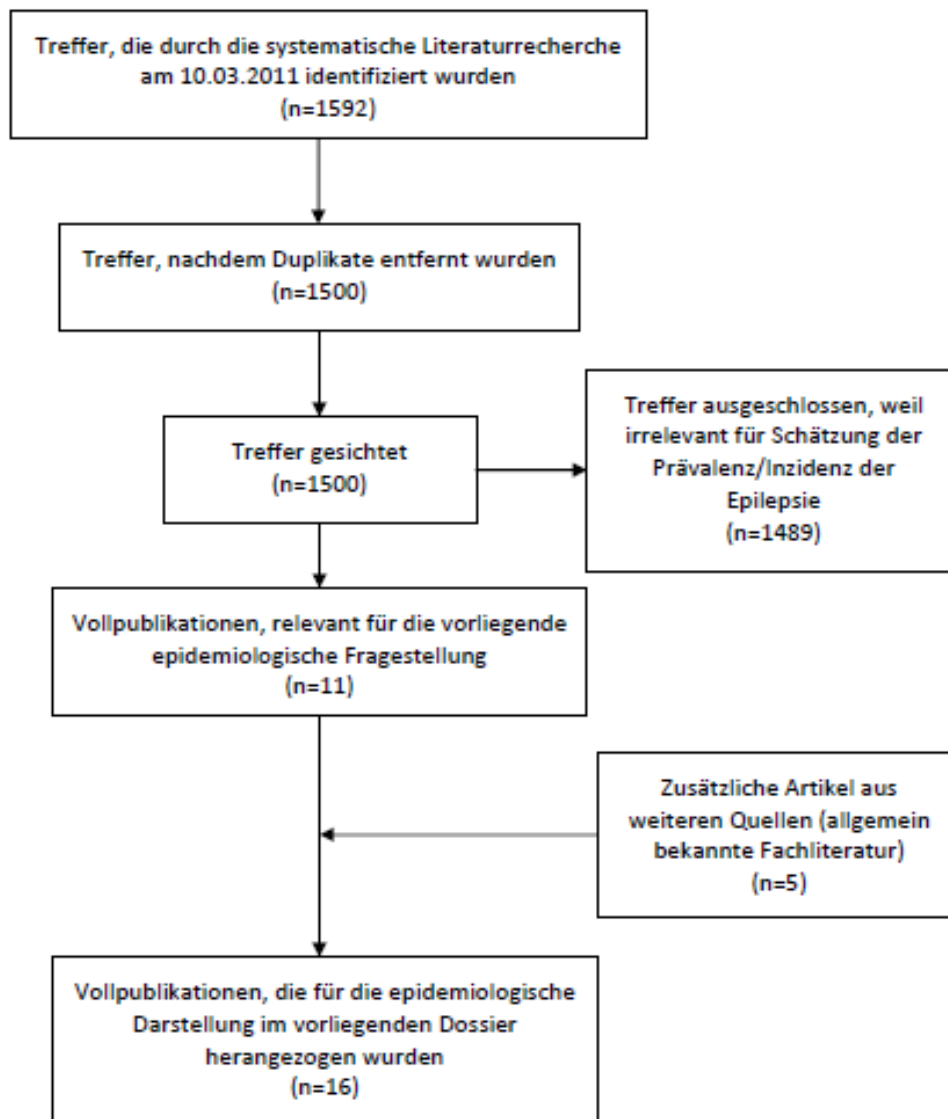 Treffer, die durch die systematische Literaturrecherche
am 10.03.2011 identifiziert wurden
(n=1592)
Treffer, nachdem Duplikate entfernt wurden
(n=1500)
Treffer gesichtet
(n=1500)
Treffer ausgeschlossen, weil
irrelevant für Schätzung der
Prävalenz/Inzidenz der
Epilepsie
(n=1489)
Vollpublikationen, relevant für die vorliegende
epidemiologische Fragestellung
(n=11)
Zusätzliche Artikel aus
weiteren Quellen (allgemein
bekannte Fachliteratur)
(n=5)
Vollpublikationen, die für die epidemiologische
Darstellung im vorliegenden Dossier
herangezogen wurden
(n=16)